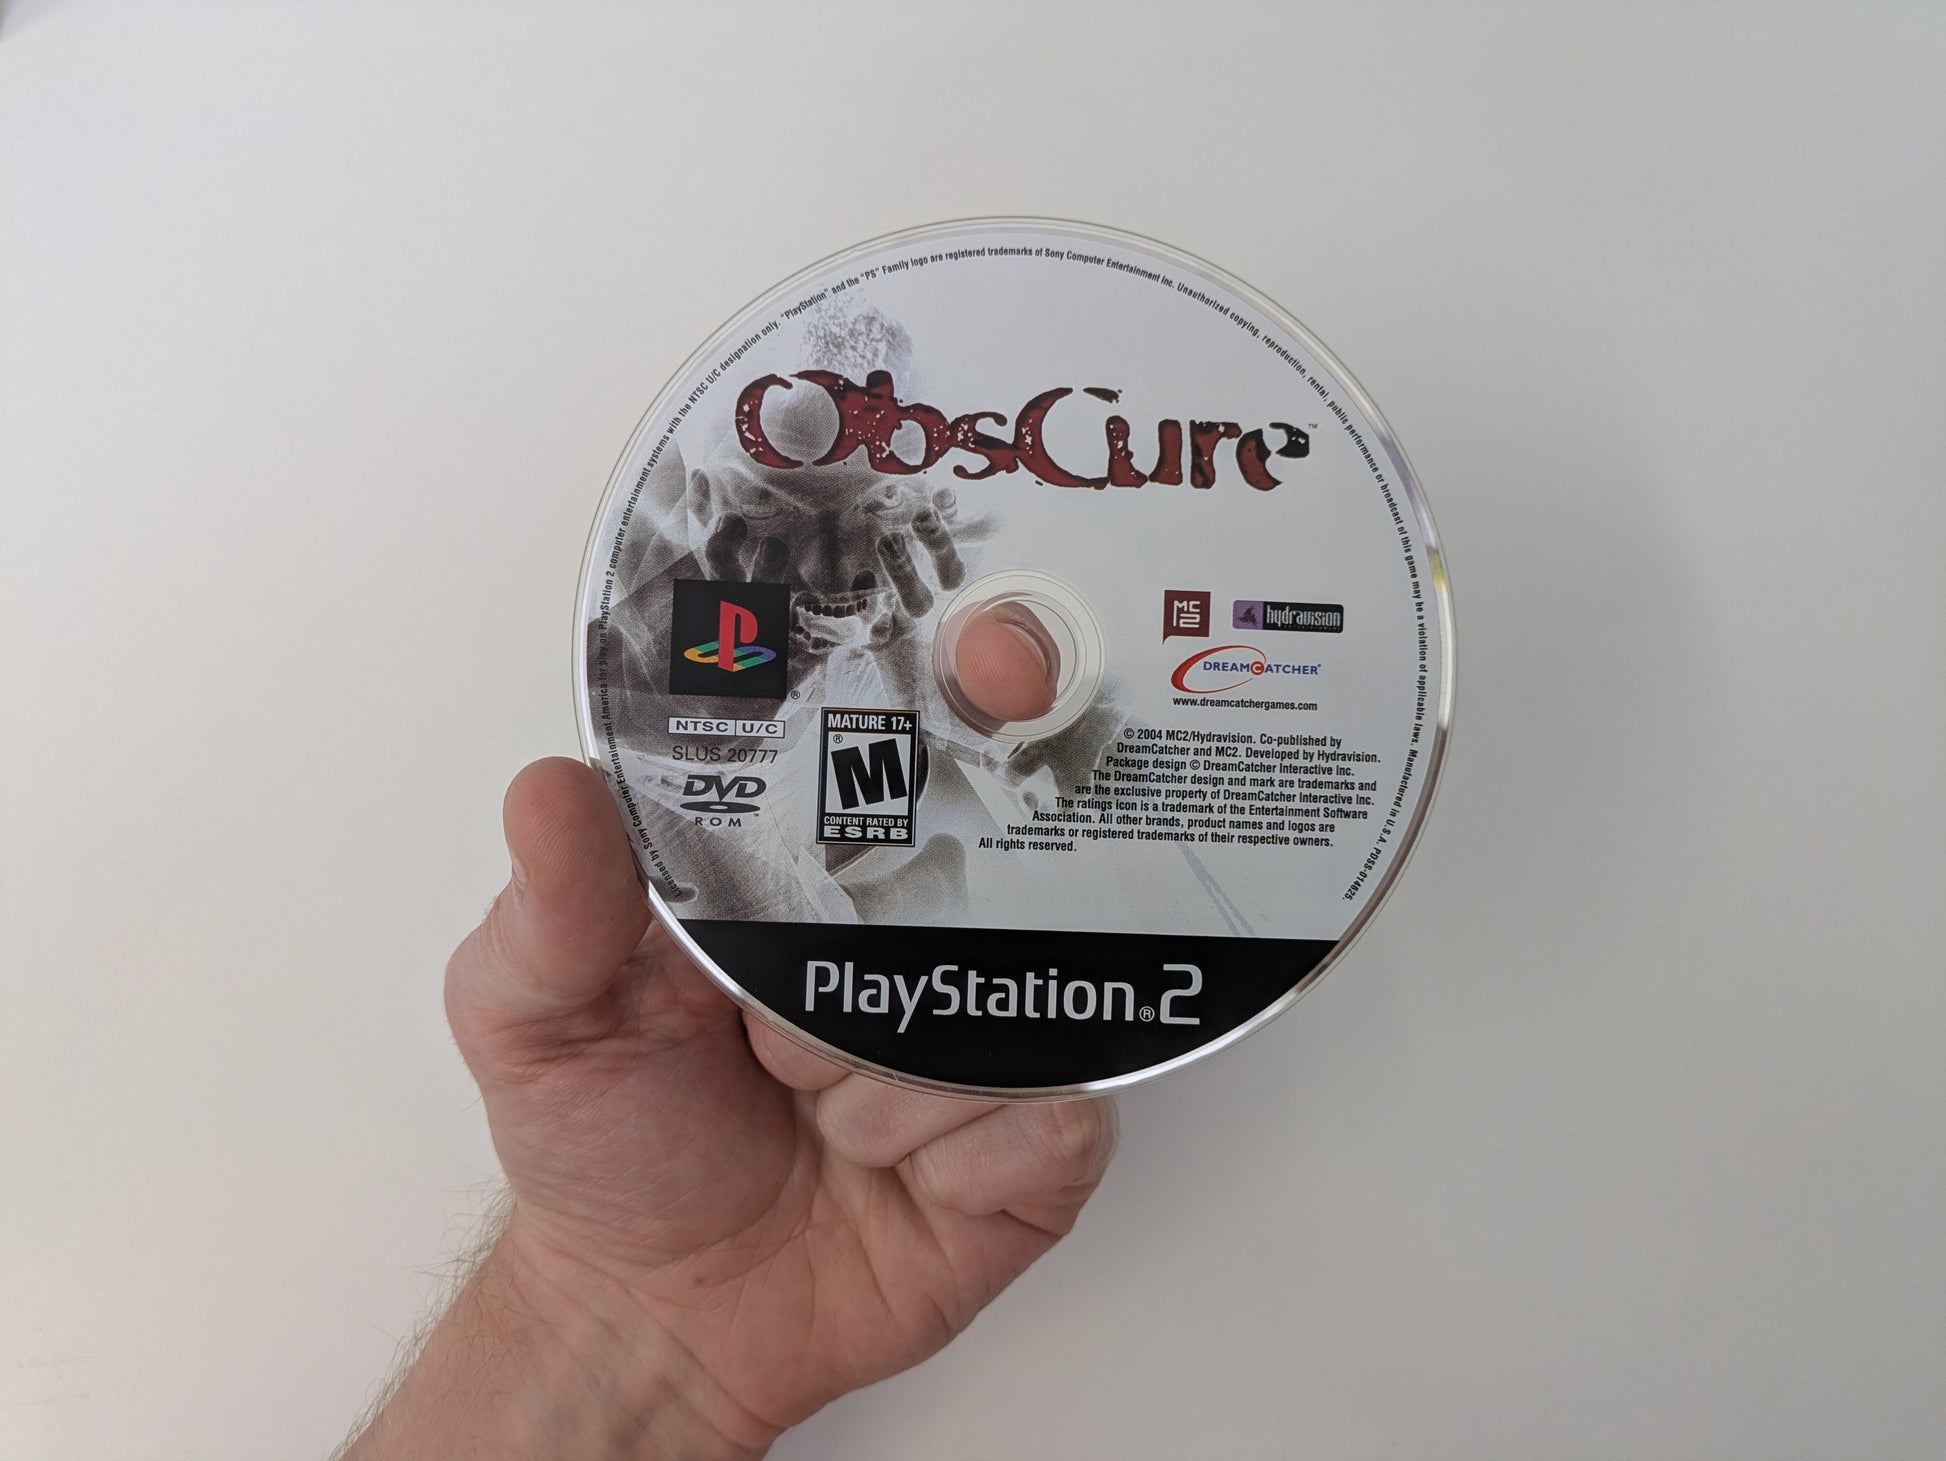 Licensed by Sony Computer Entertainment America for play on PlayStation 2 computer entertainment systems with the NTSC U/C designation only. "PlayStation" and the "PS" Family logo are registered trademarks of Sony Computer Entertainment Inc. Unauthorized copying, reproduction, rental, public performance or broadcast of this game may be a violation of applicable laws. Manufactured in U.S.A. PDSS-014625.
ObsCure™
MC2
hydravision
DREAMCATCHER®
www.dreamcatchergames.com
®
NTSC U/C
SLUS 20777
DVD
ROM
MATURE 17+
®
M
CONTENT RATED BY
ESRB
© 2004 MC2/Hydravision. Co-published by
DreamCatcher and MC2. Developed by Hydravision.
Package design © DreamCatcher Interactive Inc.
The DreamCatcher design and mark are trademarks and
are the exclusive property of DreamCatcher Interactive Inc.
The ratings icon is a trademark of the Entertainment Software
Association. All other brands, product names and logos are
trademarks or registered trademarks of their respective owners.
All rights reserved.
PlayStation®2